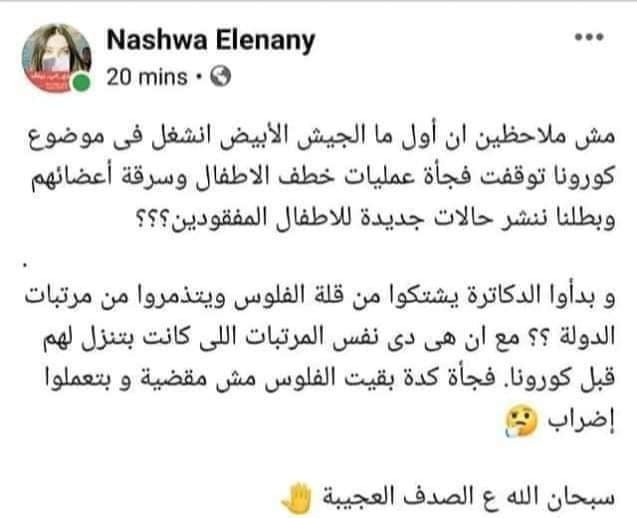 Nashwa Elenany
20 mins •
مش ملاحظين ان أول ما الجيش الأبيض انشغل فى موضوع
كورونا توقفت فجأة عمليات خطف الاطفال وسرقة أعضائهم
وبطلنا ننشر حالات جديدة للاطفال المفقودين؟؟؟
.
و بدأوا الدكاترة يشتكوا من قلة الفلوس ويتذمروا من مرتبات
الدولة ؟؟ مع ان هى دى نفس المرتبات اللى كانت بتنزل لهم
قبل كورونا. فجأة كدة بقيت الفلوس مش مقضية و بتعملوا
إضراب 🤔
سبحان الله ع الصدف العجيبة 🤚